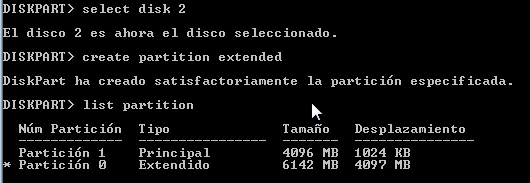 DISKPART> select disk 2
El disco 2 es ahora el disco seleccionado.
DISKPART> create partition extended
DiskPart ha creado satisfactoriamente la partición especificada.
DISKPART> list partition
Núm Partición  Tipo              Tamaño   Desplazamiento
-------------  ----------------  -------  ---------------
Partición 1    Principal         4096 MB  1024 KB
* Partición 0    Extendido         6142 MB  4097 MB